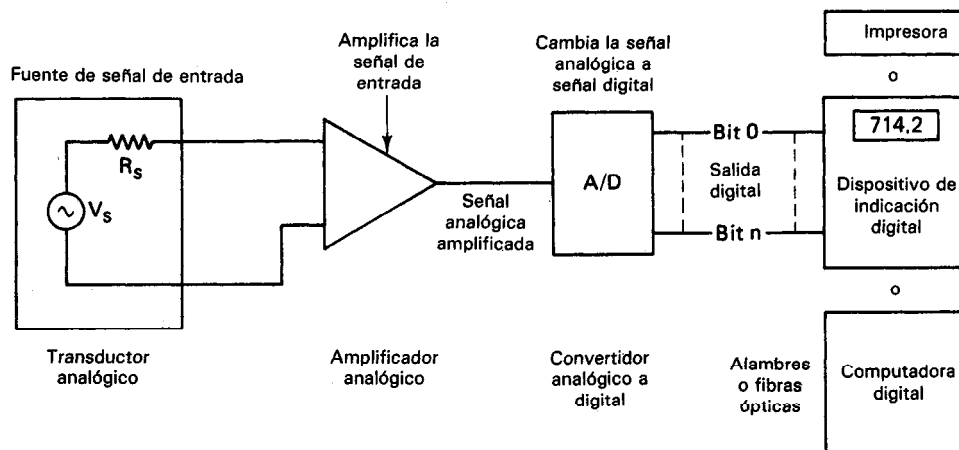 Fuente de señal de entrada
R_S
V_S
Transductor
analógico
Amplifica la
señal de
entrada
Señal
analógica
amplificada
Amplificador
analógico
Cambia la señal
analógica a
señal digital
A/D
Convertidor
analógico a
digital
Bit 0
Salida
digital
Bit n
Alambres
o fibras
ópticas
Impresora
o
714.2
Dispositivo de
indicación
digital
o
Computadora
digital